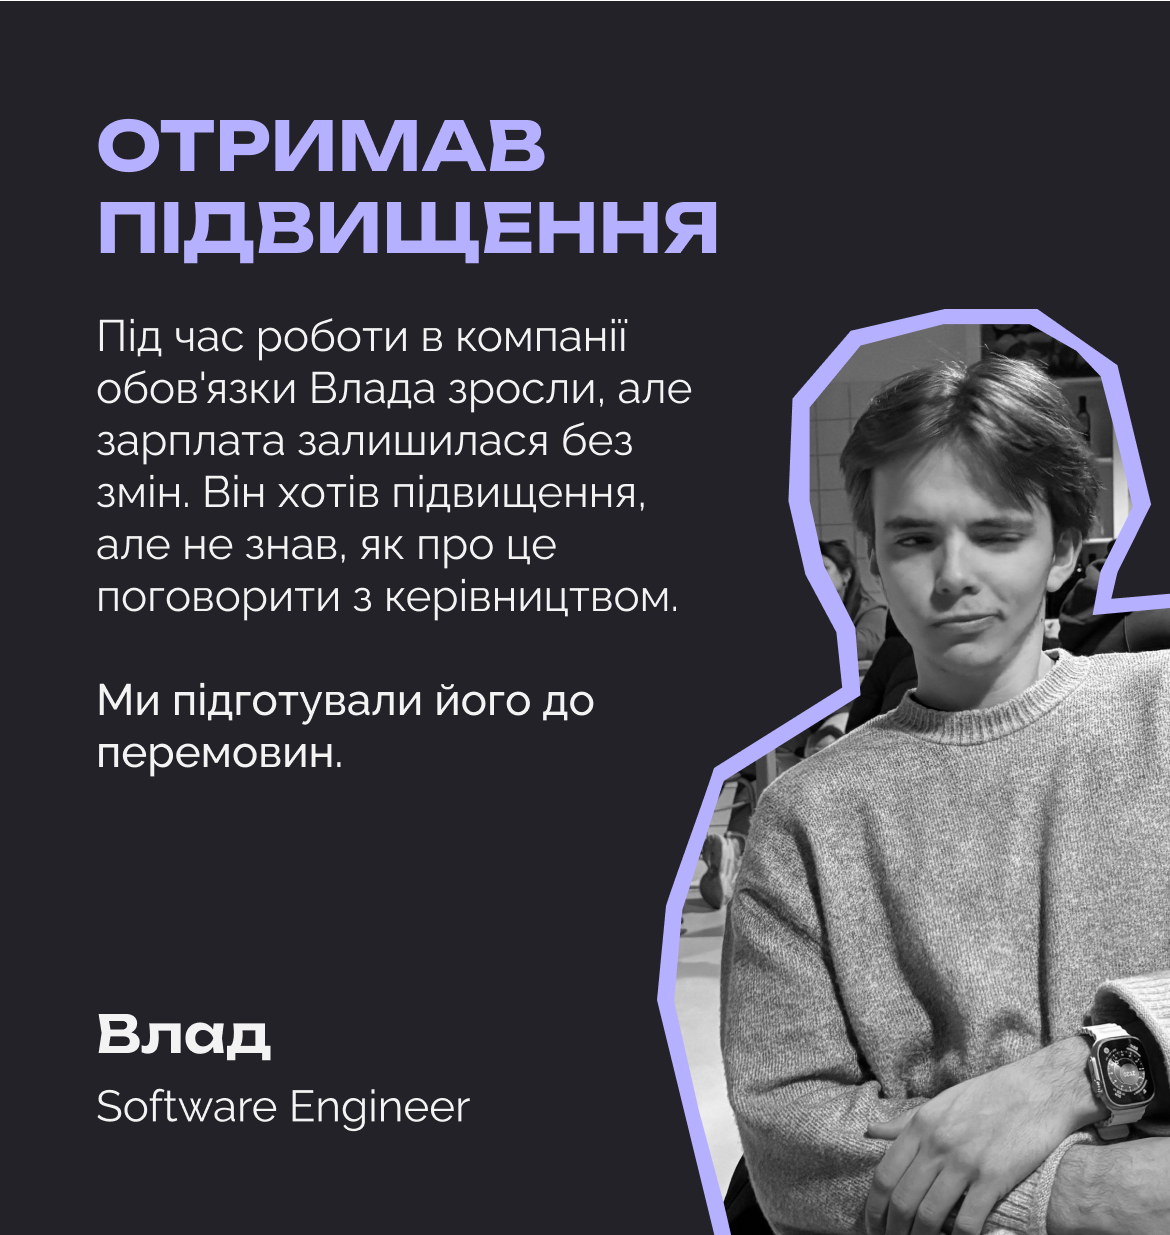 ОТРИМАВ
ПІДВИЩЕННЯ
Під час роботи в компанії
обов'язки Влада зросли, але
зарплата залишилася без
змін. Він хотів підвищення,
але не знав, як про це
поговорити з керівництвом.
Ми підготували його до
перемовин.
Влад
Software Engineer